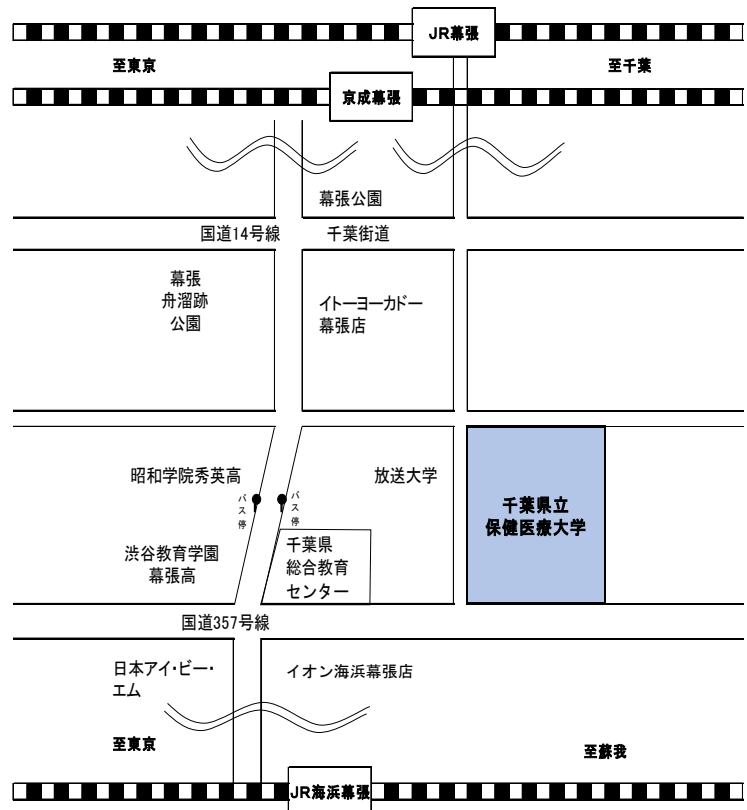 JR幕張
至東京
至千葉
京成幕張
幕張公園
国道14号線
千葉街道
幕張
舟溜跡
公園
イトーヨーカドー
幕張店
昭和学院秀英高
バス停
バス停
放送大学
千葉県立
保健医療大学
渋谷教育学園
幕張高
千葉県
総合教育
センター
国道357号線
日本アイ・ビー・
エム
イオン海浜幕張店
至東京
至蘇我
JR海浜幕張